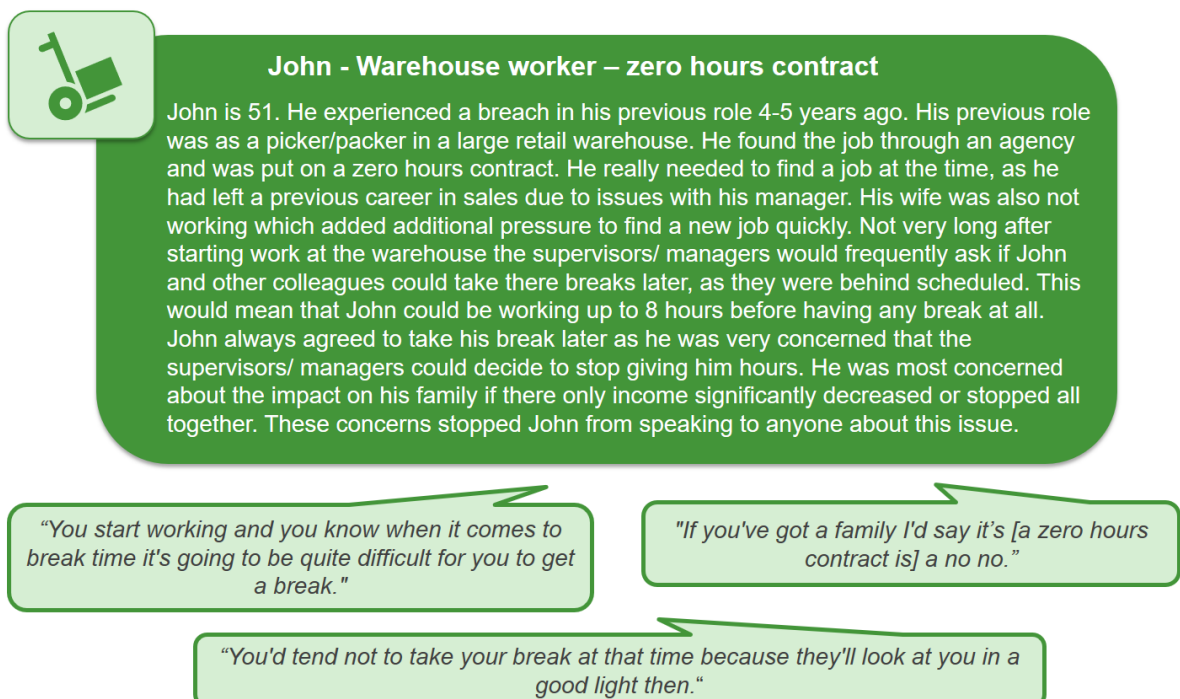 John - Warehouse worker – zero hours contract
John is 51. He experienced a breach in his previous role 4-5 years ago. His previous role
was as a picker/packer in a large retail warehouse. He found the job through an agency
and was put on a zero hours contract. He really needed to find a job at the time, as he
had left a previous career in sales due to issues with his manager. His wife was also not
working which added additional pressure to find a new job quickly. Not very long after
starting work at the warehouse the supervisors/ managers would frequently ask if John
and other colleagues could take there breaks later, as they were behind scheduled. This
would mean that John could be working up to 8 hours before having any break at all.
John always agreed to take his break later as he was very concerned that the
supervisors/ managers could decide to stop giving him hours. He was most concerned
about the impact on his family if there only income significantly decreased or stopped all
together. These concerns stopped John from speaking to anyone about this issue.
“You start working and you know when it comes to
break time it's going to be quite difficult for you to get
a break."
"If you've got a family I'd say it’s [a zero hours
contract is] a no no.”
“You'd tend not to take your break at that time because they'll look at you in a
good light then.“